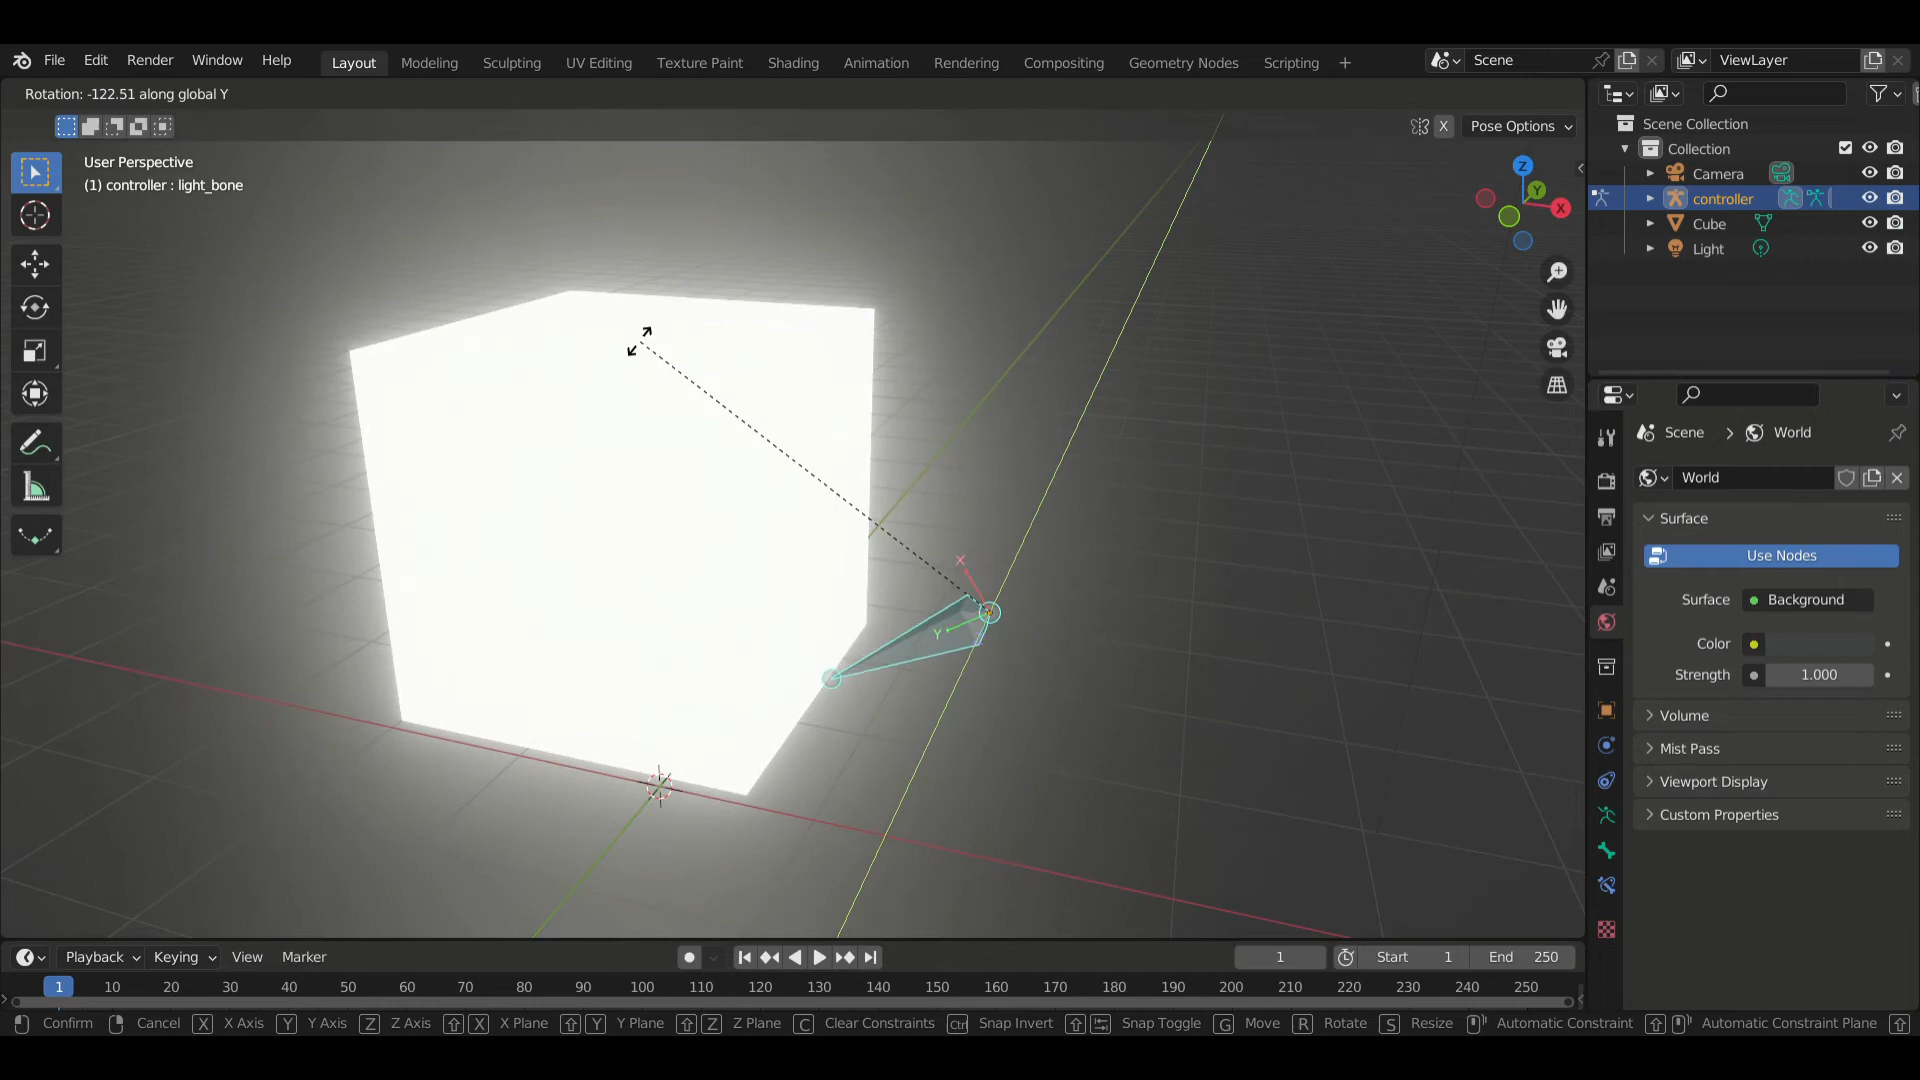 File Edit Render Window Help Layout Modeling Sculpting UV Editing Texture Paint Shading Animation Rendering Compositing Geometry Nodes Scripting + Scene ViewLayer
Rotation: -122.51 along global Y
X Pose Options
User Perspective
(1) controller : light_bone
Z
Y
X
X
Y
Scene Collection
Collection
Camera
controller
Cube
Light
Scene > World
World
Surface
Use Nodes
Surface Background
Color
Strength 1.000
Volume
Mist Pass
Viewport Display
Custom Properties
Playback Keying View Marker 1 Start 1 End 250
1 10 20 30 40 50 60 70 80 90 100 110 120 130 140 150 160 170 180 190 200 210 220 230 240 250
Confirm Cancel X X Axis Y Y Axis Z Z Axis X X Plane Y Y Plane Z Z Plane C Clear Constraints Ctrl Snap Invert Snap Toggle G Move R Rotate S Resize Automatic Constraint Automatic Constraint Plane